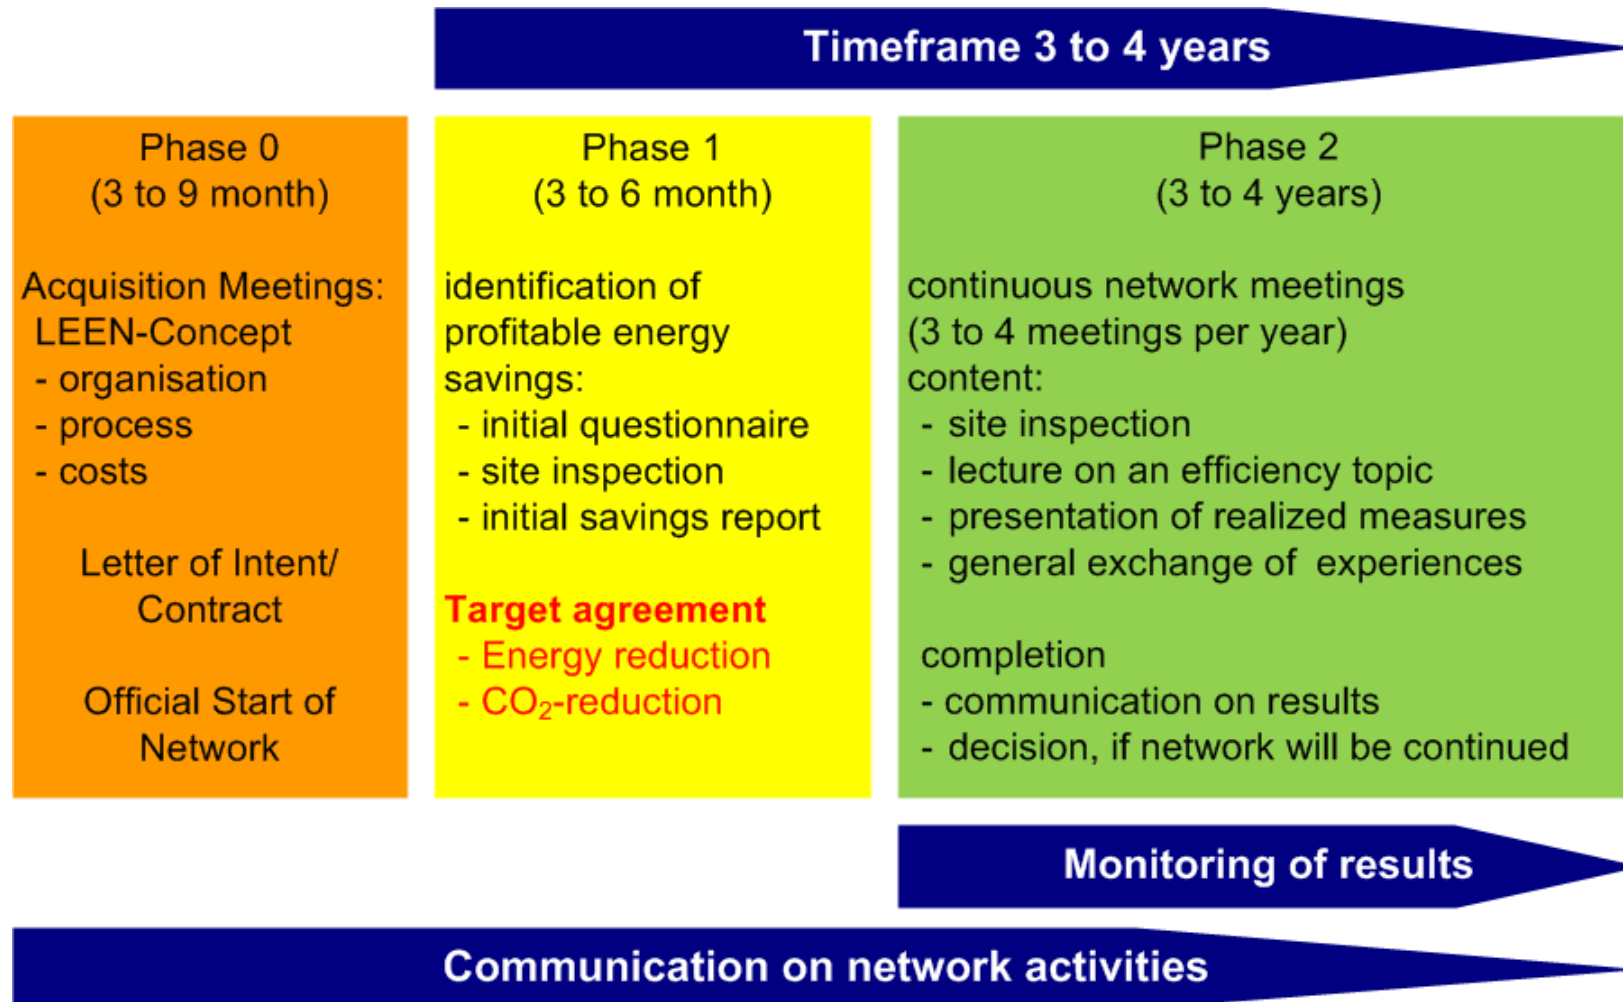 Timeframe 3 to 4 years
Phase 0
(3 to 9 month)
Acquisition Meetings:
LEEN-Concept
- organisation
- process
- costs
Letter of Intent/
Contract
Official Start of
Network
Phase 1
(3 to 6 month)
identification of
profitable energy
savings:
- initial questionnaire
- site inspection
- initial savings report
Target agreement
- Energy reduction
- CO₂-reduction
Phase 2
(3 to 4 years)
continuous network meetings
(3 to 4 meetings per year)
content:
- site inspection
- lecture on an efficiency topic
- presentation of realized measures
- general exchange of experiences
completion
- communication on results
- decision, if network will be continued
Monitoring of results
Communication on network activities